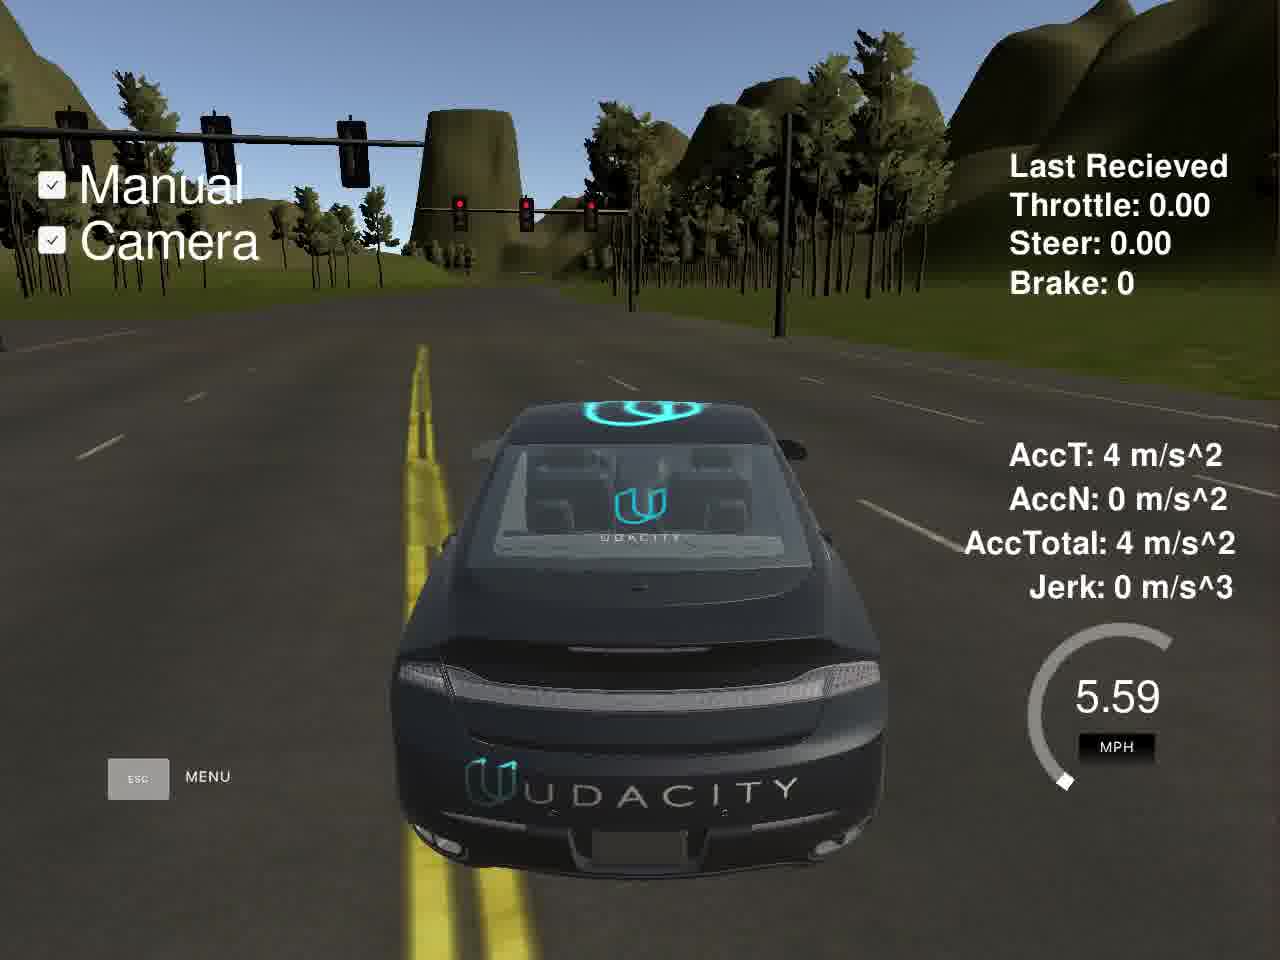 Manual
Camera
Last Recieved
Throttle: 0.00
Steer: 0.00
Brake: 0
AccT: 4 m/s^2
AccN: 0 m/s^2
AccTotal: 4 m/s^2
Jerk: 0 m/s^3
5.59
MPH
ESC MENU
UDACITY
UDACITY